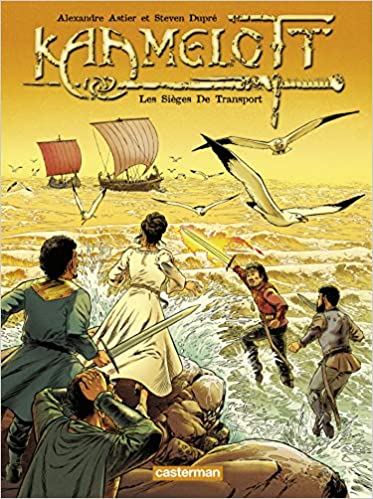 Alexandre Astier et Steven Dupré
KAAMELOTT
Les Sièges De Transport
casterman